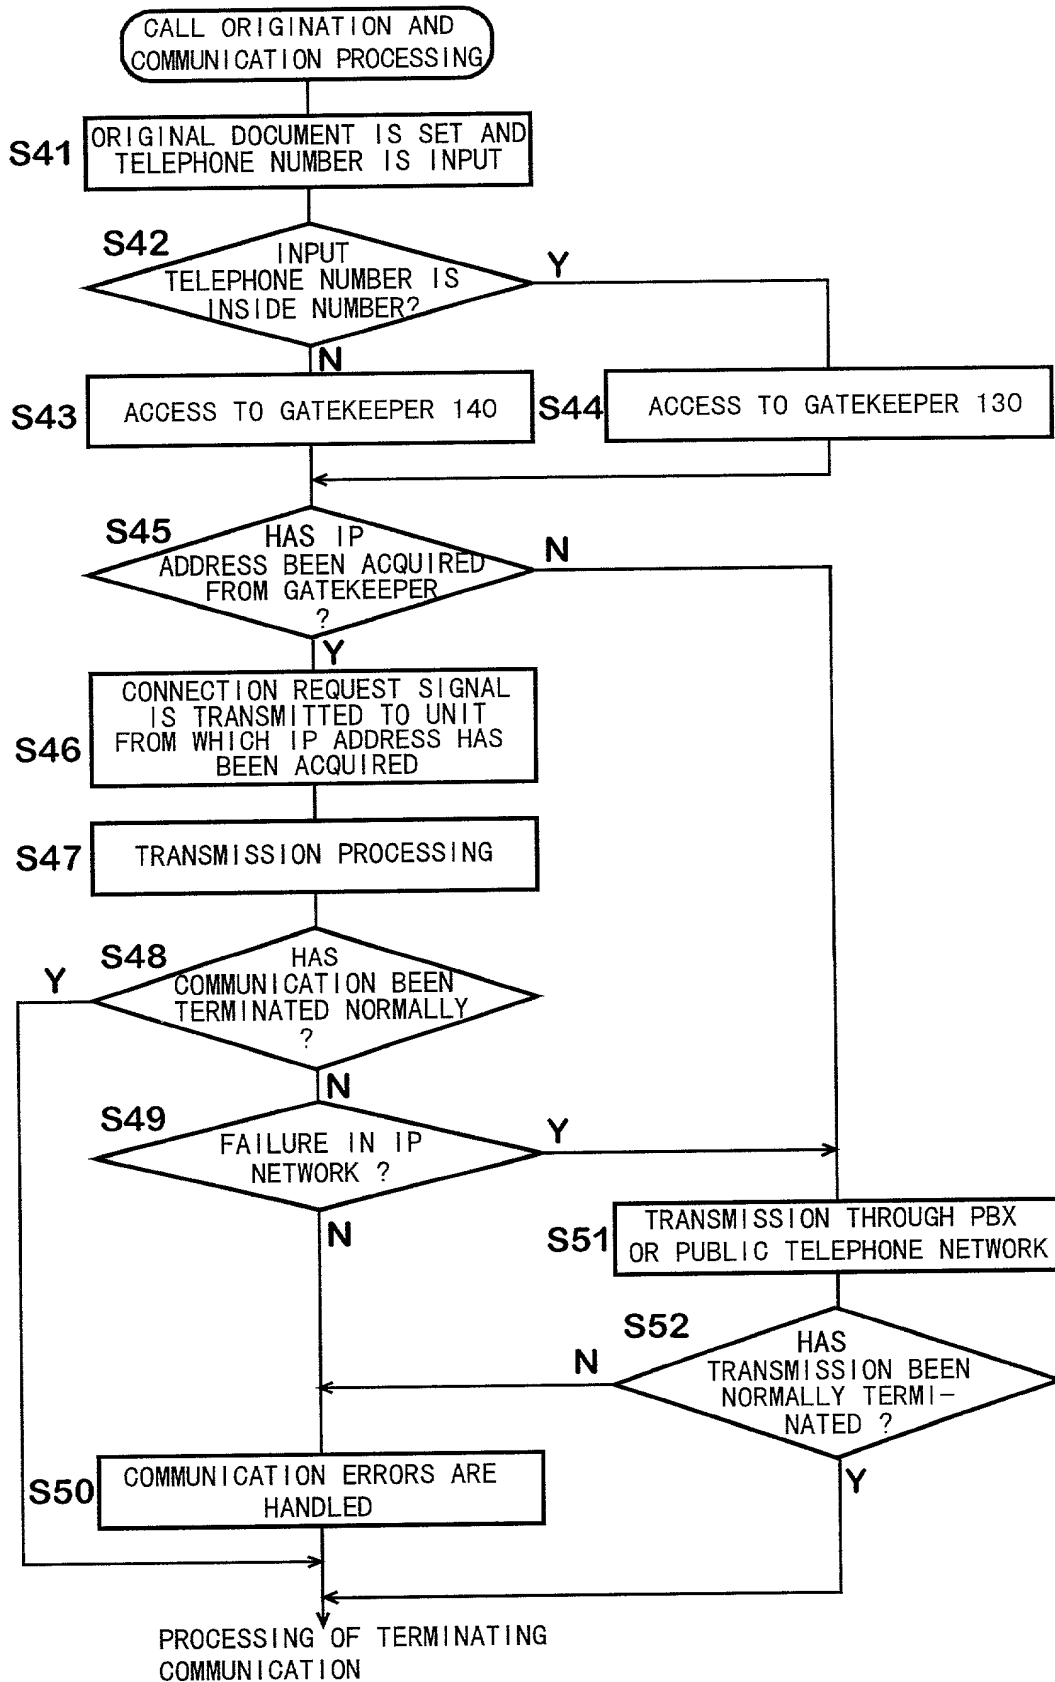 CALL ORIGINATION AND
COMMUNICATION PROCESSING
S41
ORIGINAL DOCUMENT IS SET AND
TELEPHONE NUMBER IS INPUT
S42
INPUT
TELEPHONE NUMBER IS
INSIDE NUMBER?
Y
N
S43
ACCESS TO GATEKEEPER 140
S44
ACCESS TO GATEKEEPER 130
S45
HAS IP
ADDRESS BEEN ACQUIRED
FROM GATEKEEPER
?
N
Y
S46
CONNECTION REQUEST SIGNAL
IS TRANSMITTED TO UNIT
FROM WHICH IP ADDRESS HAS
BEEN ACQUIRED
S47
TRANSMISSION PROCESSING
S48
HAS
COMMUNICATION BEEN
TERMINATED NORMALLY
?
Y
N
S49
FAILURE IN IP
NETWORK ?
Y
N
S51
TRANSMISSION THROUGH PBX
OR PUBLIC TELEPHONE NETWORK
S52
HAS
TRANSMISSION BEEN
NORMALLY TERMI-
NATED ?
N
Y
S50
COMMUNICATION ERRORS ARE
HANDLED
PROCESSING OF TERMINATING
COMMUNICATION